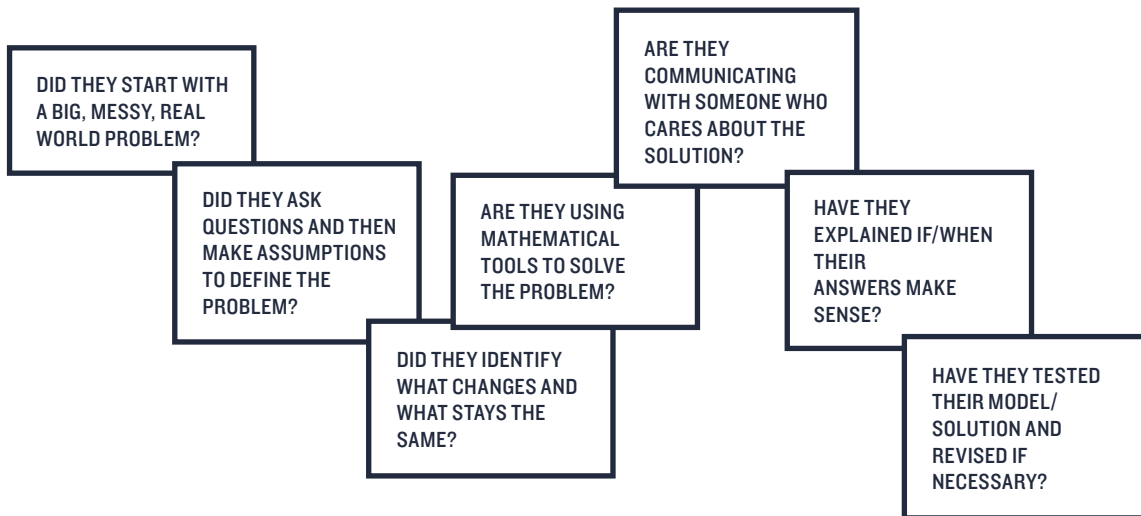 DID THEY START WITH
A BIG, MESSY, REAL
WORLD PROBLEM?
DID THEY ASK
QUESTIONS AND THEN
MAKE ASSUMPTIONS
TO DEFINE THE
PROBLEM?
DID THEY IDENTIFY
WHAT CHANGES AND
WHAT STAYS THE
SAME?
ARE THEY USING
MATHEMATICAL
TOOLS TO SOLVE
THE PROBLEM?
ARE THEY
COMMUNICATING
WITH SOMEONE WHO
CARES ABOUT THE
SOLUTION?
HAVE THEY
EXPLAINED IF/WHEN
THEIR
ANSWERS MAKE
SENSE?
HAVE THEY TESTED
THEIR MODEL/
SOLUTION AND
REVISED IF
NECESSARY?